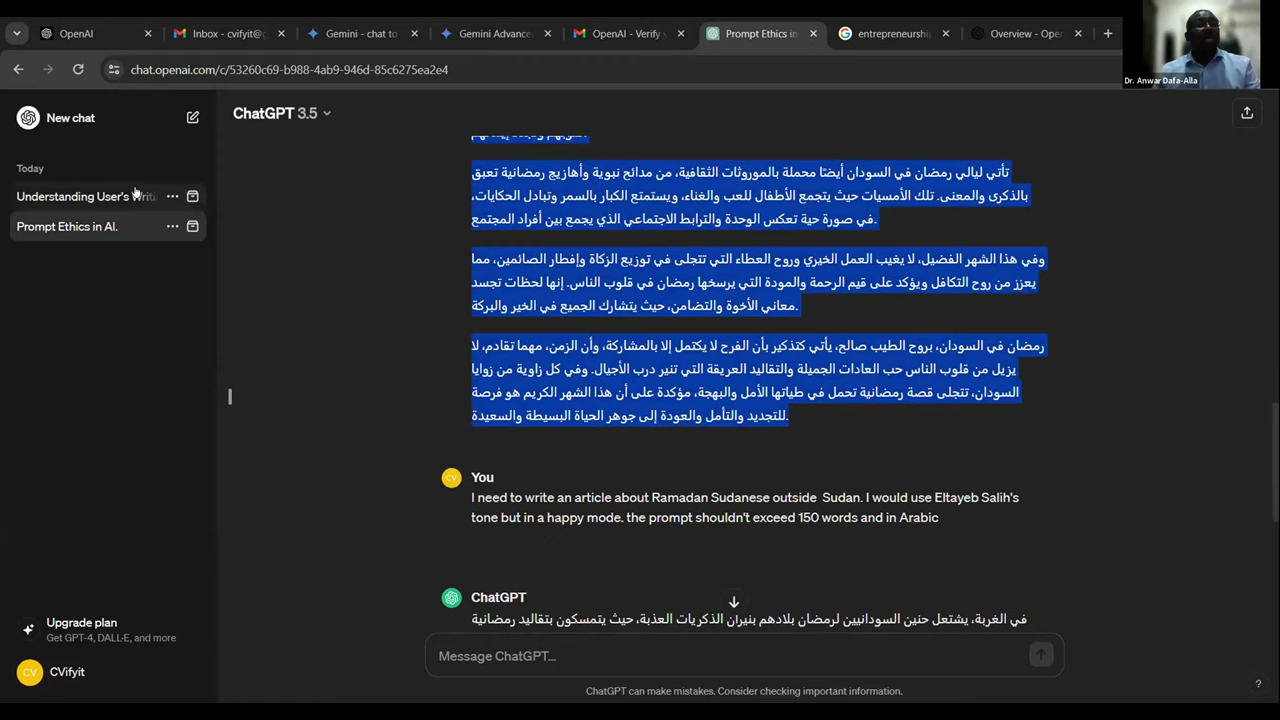 OpenAI
Inbox - cvifyit@g
Gemini - chat to
Gemini Advance
OpenAI - Verify y
Prompt Ethics in
entrepreneurshi
Overview - Open
chat.openai.com/c/53260c69-b988-4ab9-946d-85c6275ea2e4
Dr. Anwar Dafa-Alla
New chat
ChatGPT 3.5
Today
Understanding User's Writi
Prompt Ethics in AI.
تأتي ليالي رمضان في السودان أيضًا محملة بالموروثات الثقافية، من مدائح نبوية وأهازيج رمضانية تعبق
بالذكرى والمعنى. تلك الأمسيات حيث يتجمع الأطفال للعب والغناء، ويستمتع الكبار بالسمر وتبادل الحكايات،
في صورة حية تعكس الوحدة والترابط الاجتماعي الذي يجمع بين أفراد المجتمع.
وفي هذا الشهر الفضيل، لا يغيب العمل الخيري وروح العطاء التي تتجلى في توزيع الزكاة وإفطار الصائمين، مما
يعزز من روح التكافل ويؤكد على قيم الرحمة والمودة التي يرسخها رمضان في قلوب الناس. إنها لحظات تجسد
معاني الأخوة والتضامن، حيث يتشارك الجميع في الخير والبركة.
رمضان في السودان، بروح الطيب صالح، يأتي كتذكير بأن الفرح لا يكتمل إلا بالمشاركة، وأن الزمن، مهما تقادم، لا
يزيل من قلوب الناس حب العادات الجميلة والتقاليد العريقة التي تنير درب الأجيال. وفي كل زاوية من زوايا
السودان، تتجلى قصة رمضانية تحمل في طياتها الأمل والبهجة، مؤكدة على أن هذا الشهر الكريم هو فرصة
للتجديد والتأمل والعودة إلى جوهر الحياة البسيطة والسعيدة.
CV You
I need to write an article about Ramadan Sudanese outside Sudan. I would use Eltayeb Salih's
tone but in a happy mode. the prompt shouldn't exceed 150 words and in Arabic
ChatGPT
في الغربة، يشتعل حنين السودانيين لرمضان بلادهم بنيران الذكريات العذبة، حيث يتمسكون بتقاليد رمضانية
Upgrade plan
Get GPT-4, DALL·E, and more
CV CVifyit
Message ChatGPT...
ChatGPT can make mistakes. Consider checking important information.
?